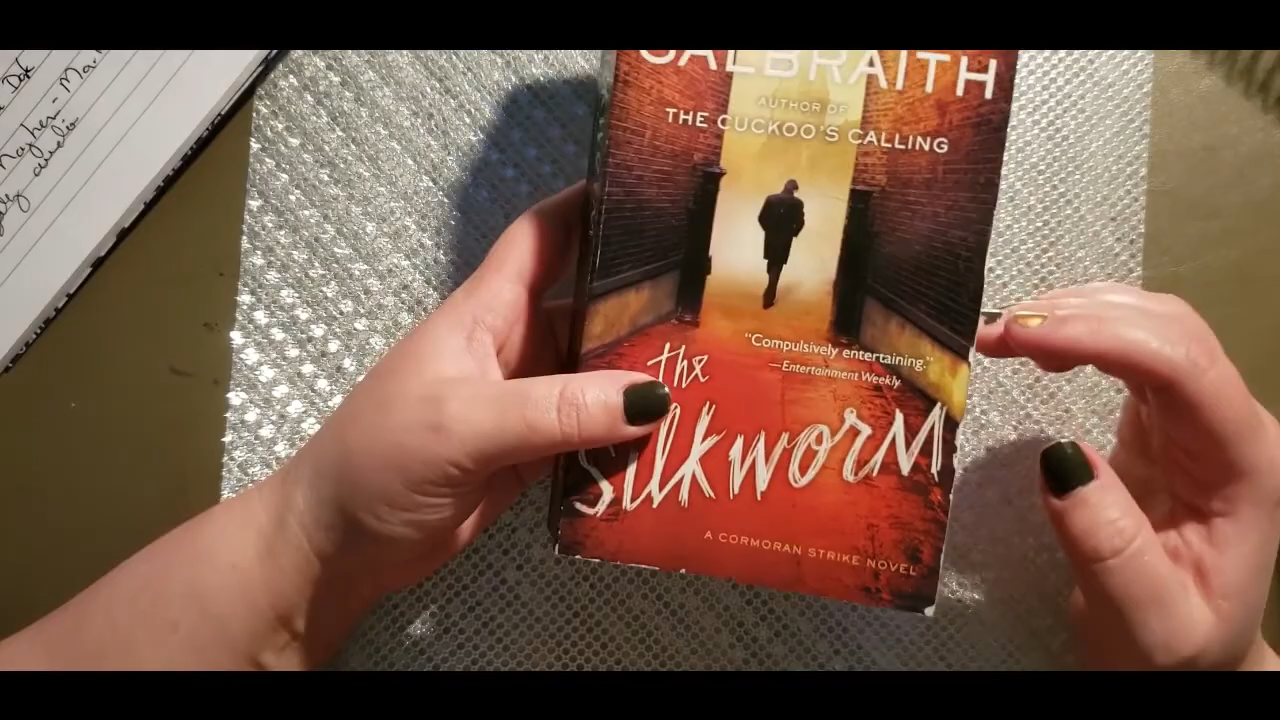 GALBRAITH
AUTHOR OF
THE CUCKOO'S CALLING
"Compulsively entertaining."
—Entertainment Weekly
the
Silkworm
A CORMORAN STRIKE NOVEL